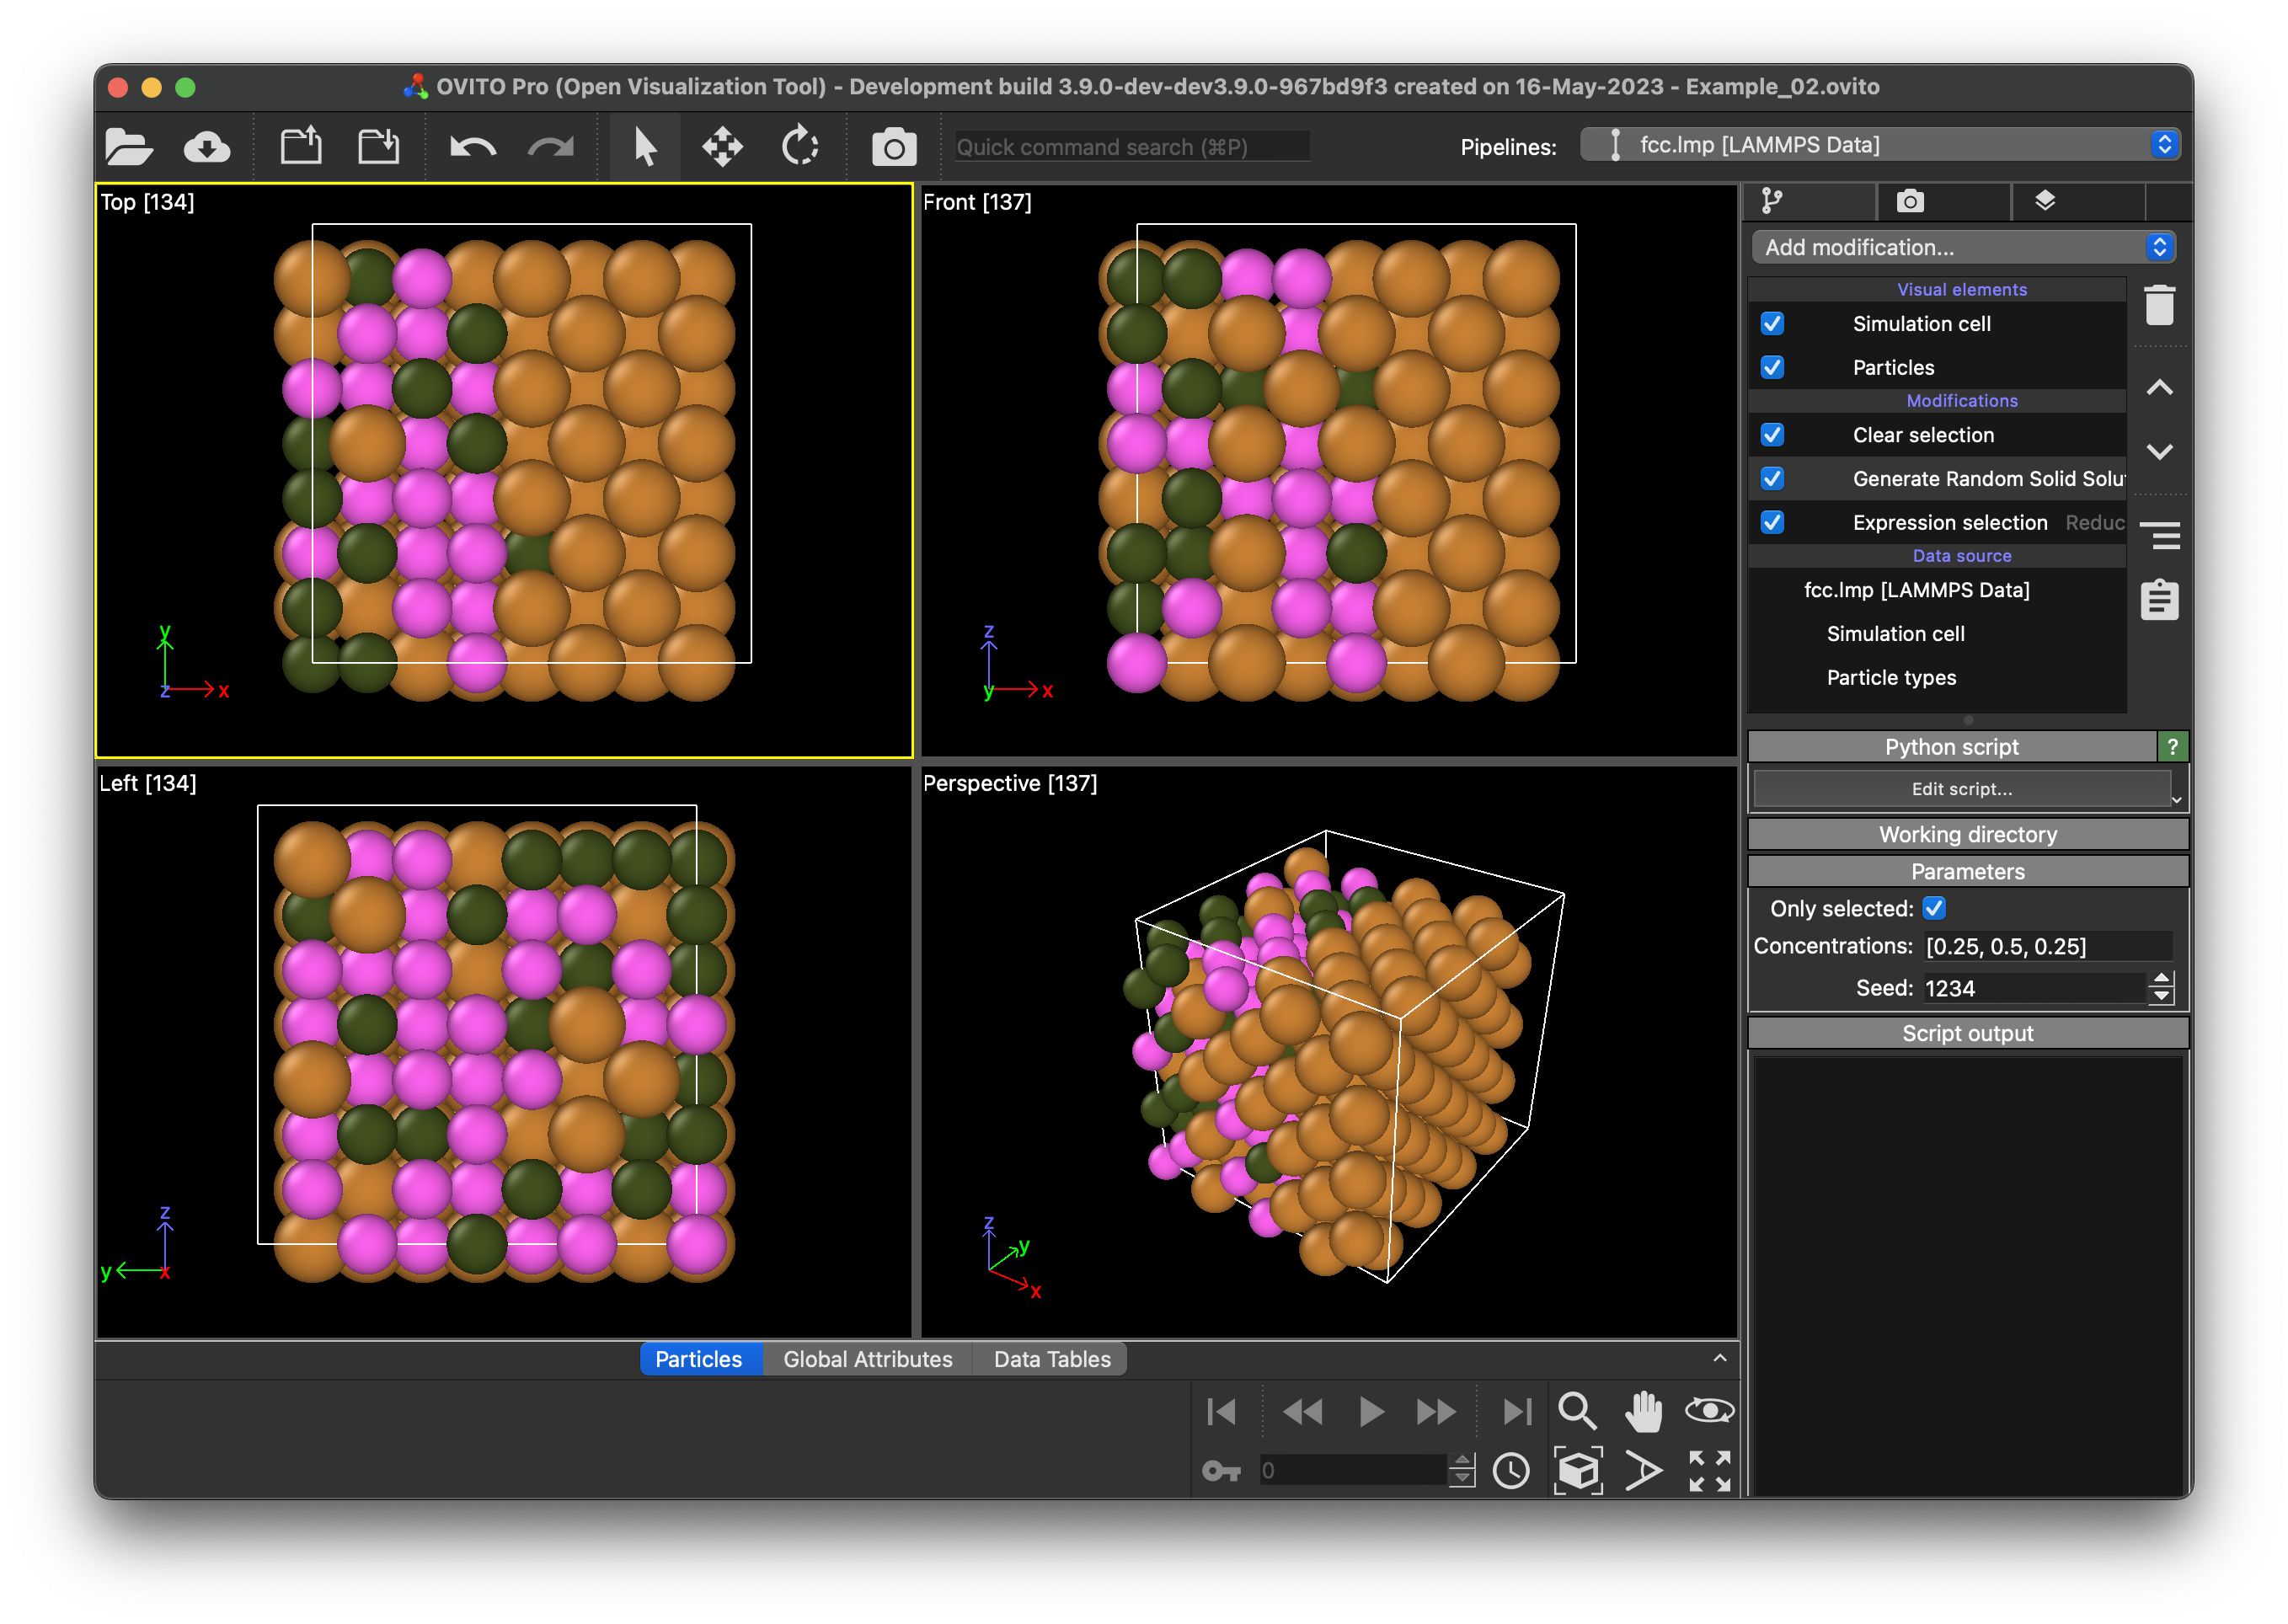 OVITO Pro (Open Visualization Tool) - Development build 3.9.0-dev-dev3.9.0-967bd9f3 created on 16-May-2023 - Example_02.ovito
Quick command search (⌘P)
Pipelines:
fcc.lmp [LAMMPS Data]
Top [134]
y
z
x
Front [137]
z
y
x
Left [134]
z
y
x
Perspective [137]
z
y
x
Add modification...
Visual elements
Simulation cell
Particles
Modifications
Clear selection
Generate Random Solid Solu
Expression selection Reduc
Data source
fcc.lmp [LAMMPS Data]
Simulation cell
Particle types
Python script
?
Edit script...
Working directory
Parameters
Only selected:
Concentrations: [0.25, 0.5, 0.25]
Seed: 1234
Script output
Particles
Global Attributes
Data Tables
0